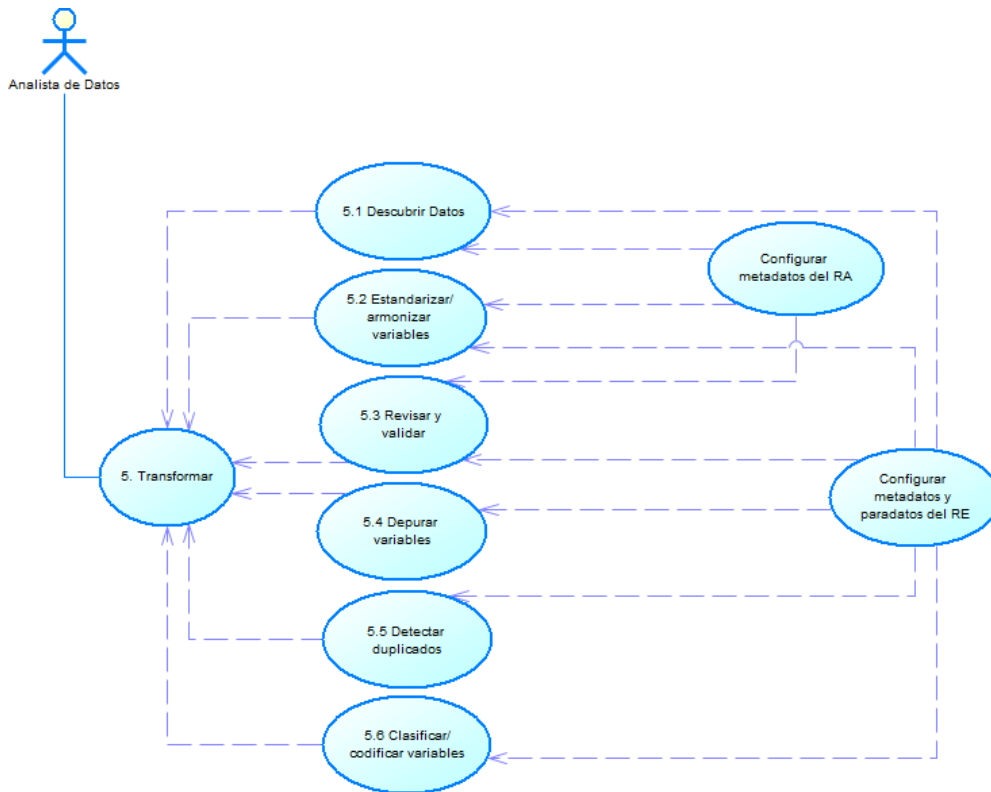 Analista de Datos
5.1 Descubrir Datos
Configurar
metadatos del RA
5.2 Estandarizar/
armonizar
variables
5.3 Revisar y
validar
5. Transformar
Configurar
metadatos y
paradatos del RE
5.4 Depurar
variables
5.5 Detectar
duplicados
5.6 Clasificar/
codificar variables